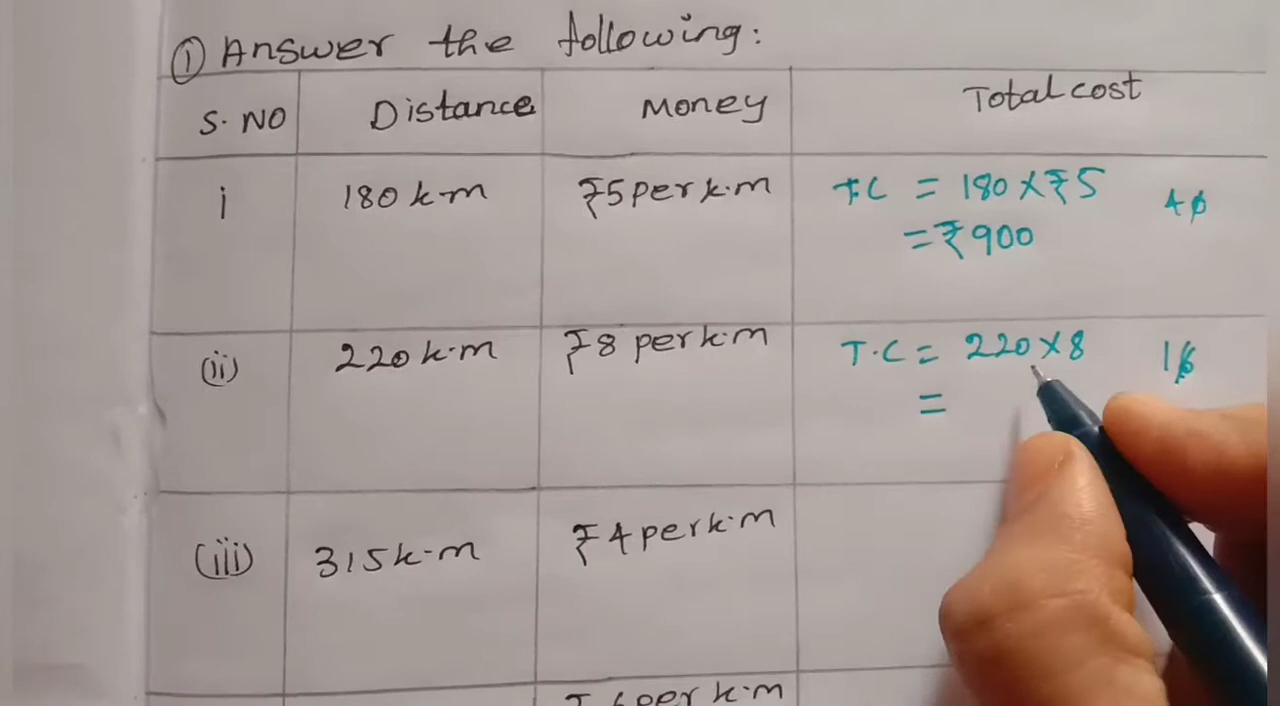 ① Answer the following:
S. NO Distance Money Total cost
i 180 k·m ₹5 per k·m T.C = 180 × ₹5 40
= ₹900
(ii) 220 k·m ₹8 per k·m T.C = 220 × 8 16
=
(iii) 315 k·m ₹4 per k·m
per k·m